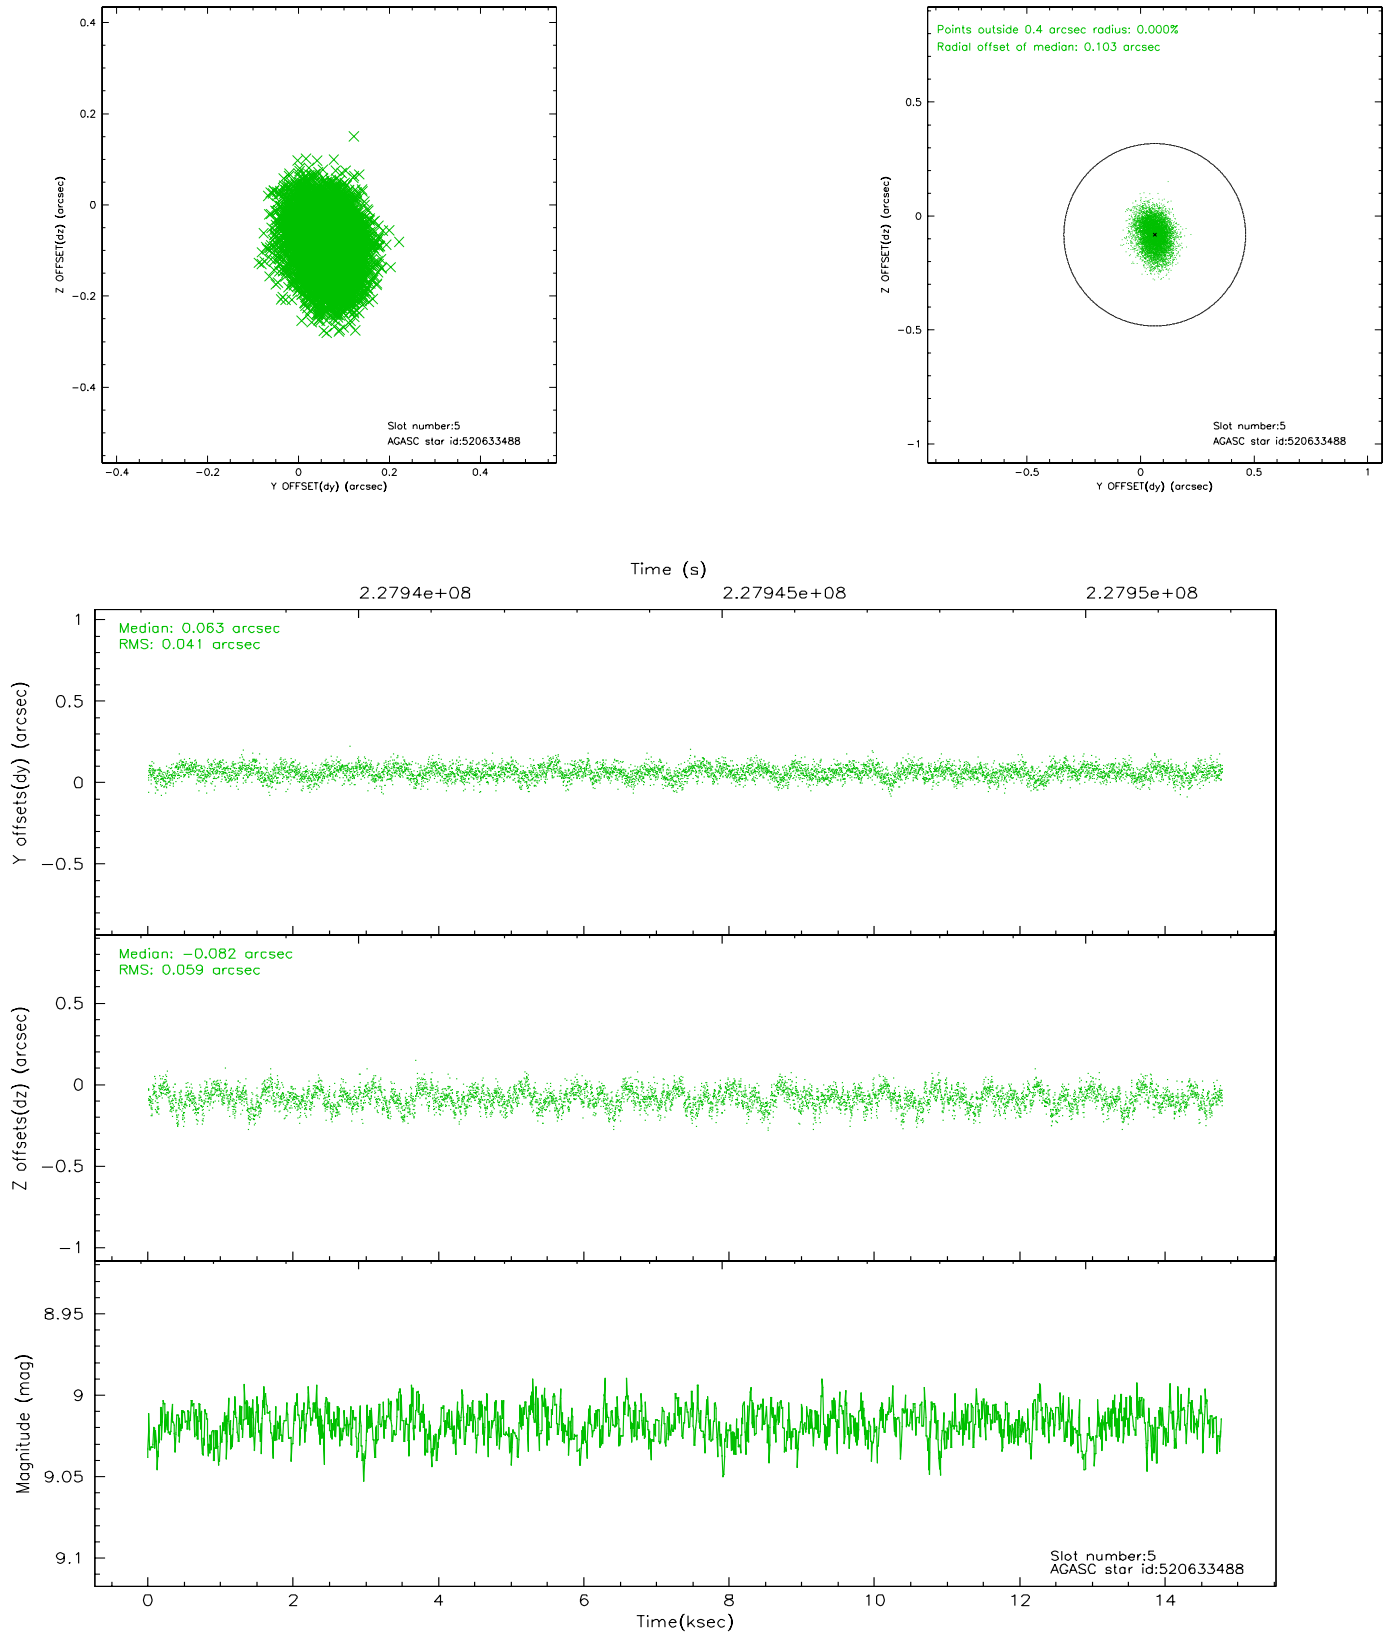 0.4
0.2
0
−0.2
−0.4
Z OFFSET(dz) (arcsec)
Slot number:5
AGASC star id:520633488
−0.4 −0.2 0 0.2 0.4
Y OFFSET(dy) (arcsec)
Points outside 0.4 arcsec radius: 0.000%
Radial offset of median: 0.103 arcsec
0.5
0
−0.5
−1
Z OFFSET(dz) (arcsec)
Slot number:5
AGASC star id:520633488
−0.5 0 0.5 1
Y OFFSET(dy) (arcsec)
Time (s)
2.2794e+08 2.27945e+08 2.2795e+08
Median: 0.063 arcsec
RMS: 0.041 arcsec
1
0.5
0
−0.5
Y offsets(dy) (arcsec)
Median: −0.082 arcsec
RMS: 0.059 arcsec
0.5
0
−0.5
−1
Z offsets(dz) (arcsec)
8.95
9
9.05
9.1
Magnitude (mag)
Slot number:5
AGASC star id:520633488
0 2 4 6 8 10 12 14
Time(ksec)